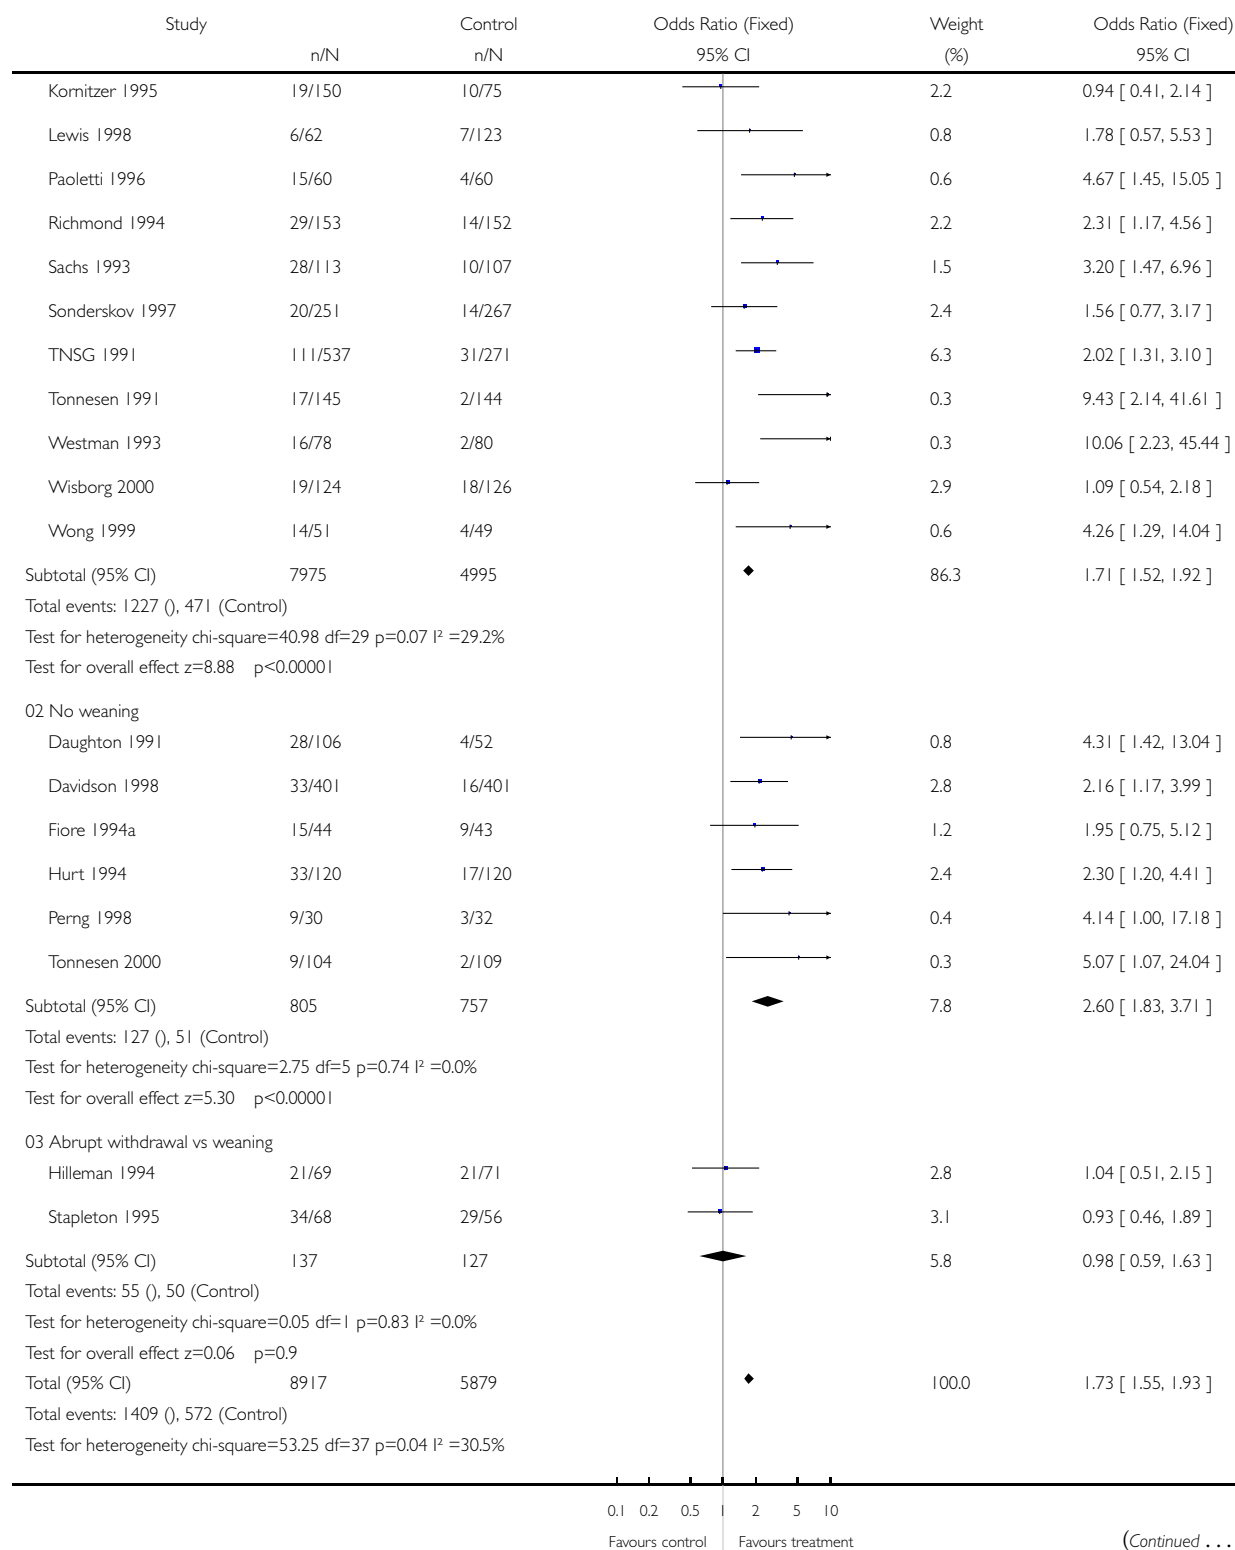 Study Control Odds Ratio (Fixed) Weight Odds Ratio (Fixed)
n/N n/N 95% CI (%) 95% CI
Kornitzer 1995 19/150 10/75 2.2 0.94 [ 0.41, 2.14 ]
Lewis 1998 6/62 7/123 0.8 1.78 [ 0.57, 5.53 ]
Paoletti 1996 15/60 4/60 0.6 4.67 [ 1.45, 15.05 ]
Richmond 1994 29/153 14/152 2.2 2.31 [ 1.17, 4.56 ]
Sachs 1993 28/113 10/107 1.5 3.20 [ 1.47, 6.96 ]
Sonderskov 1997 20/251 14/267 2.4 1.56 [ 0.77, 3.17 ]
TNSG 1991 111/537 31/271 6.3 2.02 [ 1.31, 3.10 ]
Tonnesen 1991 17/145 2/144 0.3 9.43 [ 2.14, 41.61 ]
Westman 1993 16/78 2/80 0.3 10.06 [ 2.23, 45.44 ]
Wisborg 2000 19/124 18/126 2.9 1.09 [ 0.54, 2.18 ]
Wong 1999 14/51 4/49 0.6 4.26 [ 1.29, 14.04 ]
Subtotal (95% CI) 7975 4995 86.3 1.71 [ 1.52, 1.92 ]
Total events: 1227 (), 471 (Control)
Test for heterogeneity chi-square=40.98 df=29 p=0.07 I² =29.2%
Test for overall effect z=8.88 p<0.00001
02 No weaning
Daughton 1991 28/106 4/52 0.8 4.31 [ 1.42, 13.04 ]
Davidson 1998 33/401 16/401 2.8 2.16 [ 1.17, 3.99 ]
Fiore 1994a 15/44 9/43 1.2 1.95 [ 0.75, 5.12 ]
Hurt 1994 33/120 17/120 2.4 2.30 [ 1.20, 4.41 ]
Perng 1998 9/30 3/32 0.4 4.14 [ 1.00, 17.18 ]
Tonnesen 2000 9/104 2/109 0.3 5.07 [ 1.07, 24.04 ]
Subtotal (95% CI) 805 757 7.8 2.60 [ 1.83, 3.71 ]
Total events: 127 (), 51 (Control)
Test for heterogeneity chi-square=2.75 df=5 p=0.74 I² =0.0%
Test for overall effect z=5.30 p<0.00001
03 Abrupt withdrawal vs weaning
Hilleman 1994 21/69 21/71 2.8 1.04 [ 0.51, 2.15 ]
Stapleton 1995 34/68 29/56 3.1 0.93 [ 0.46, 1.89 ]
Subtotal (95% CI) 137 127 5.8 0.98 [ 0.59, 1.63 ]
Total events: 55 (), 50 (Control)
Test for heterogeneity chi-square=0.05 df=1 p=0.83 I² =0.0%
Test for overall effect z=0.06 p=0.9
Total (95% CI) 8917 5879 100.0 1.73 [ 1.55, 1.93 ]
Total events: 1409 (), 572 (Control)
Test for heterogeneity chi-square=53.25 df=37 p=0.04 I² =30.5%
0.1 0.2 0.5 1 2 5 10
Favours control Favours treatment (Continued . . .